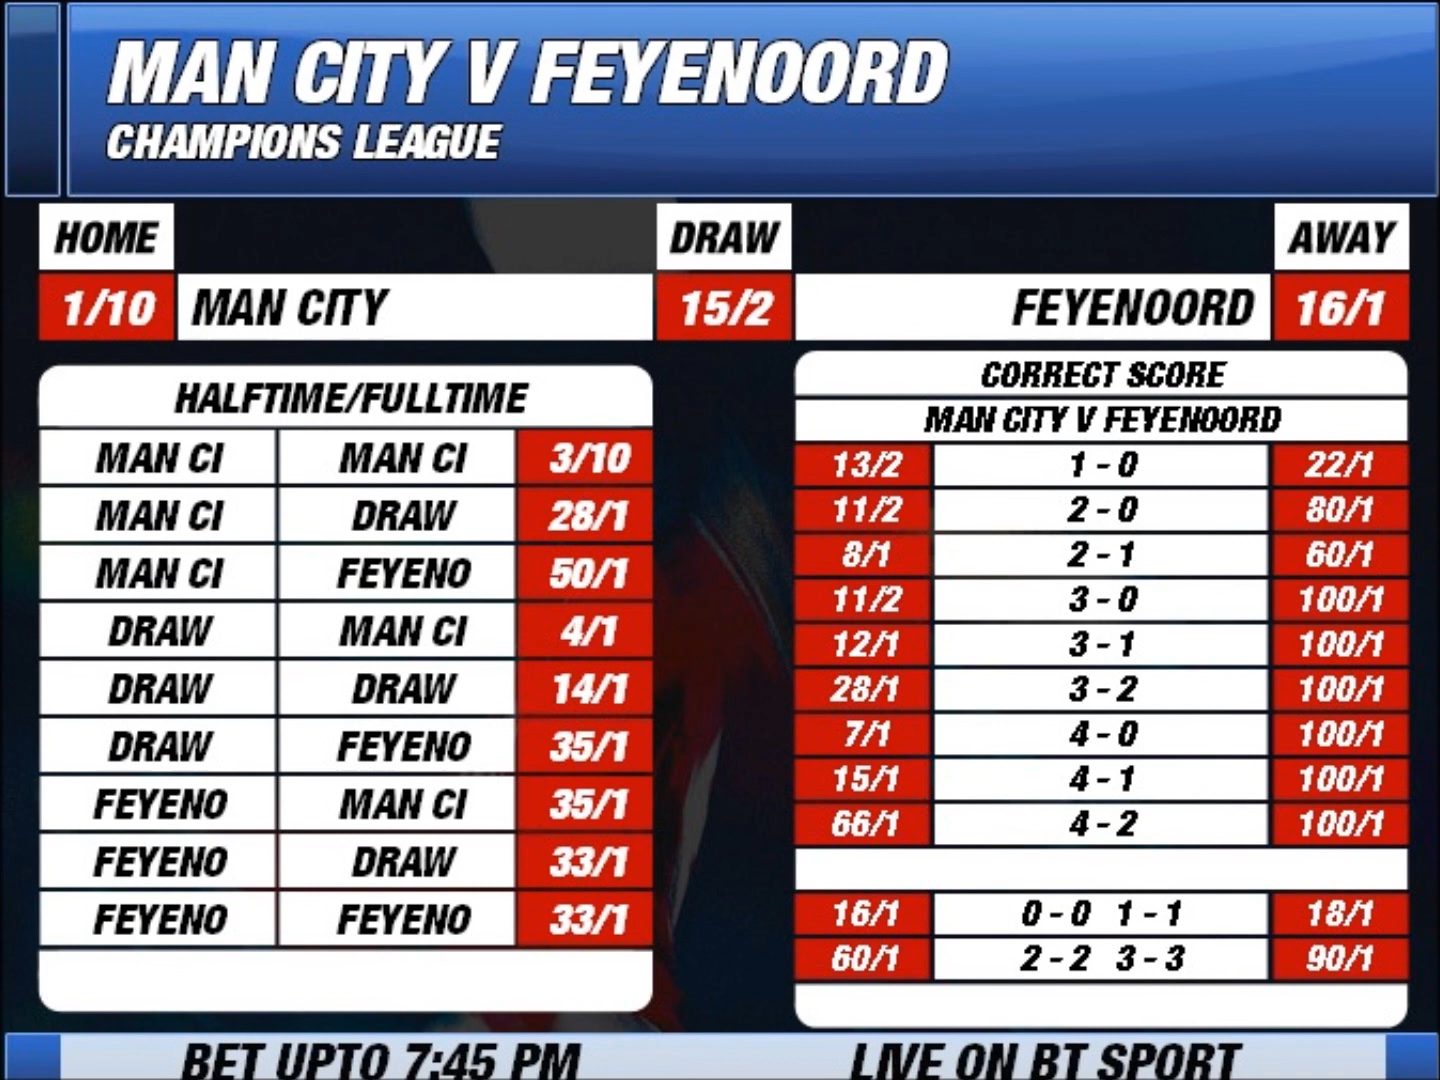 MAN CITY V FEYENOORD
CHAMPIONS LEAGUE
HOME DRAW AWAY
1/10 MAN CITY 15/2 FEYENOORD 16/1
HALFTIME/FULLTIME
MAN CI MAN CI 3/10
MAN CI DRAW 28/1
MAN CI FEYENO 50/1
DRAW MAN CI 4/1
DRAW DRAW 14/1
DRAW FEYENO 35/1
FEYENO MAN CI 35/1
FEYENO DRAW 33/1
FEYENO FEYENO 33/1
CORRECT SCORE
MAN CITY V FEYENOORD
13/2 1 - 0 22/1
11/2 2 - 0 80/1
8/1 2 - 1 60/1
11/2 3 - 0 100/1
12/1 3 - 1 100/1
28/1 3 - 2 100/1
7/1 4 - 0 100/1
15/1 4 - 1 100/1
66/1 4 - 2 100/1
16/1 0 - 0 1 - 1 18/1
60/1 2 - 2 3 - 3 90/1
BET UPTO 7:45 PM LIVE ON BT SPORT